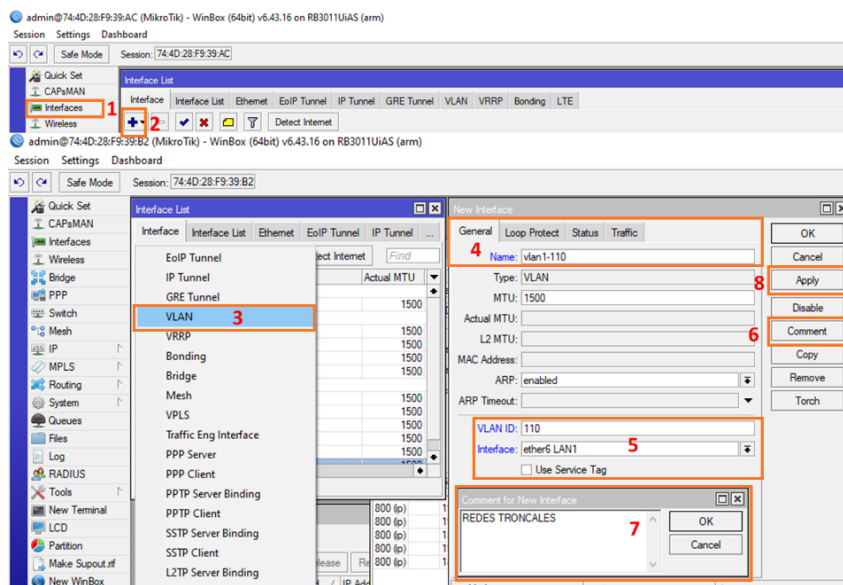 admin@74:4D:28:F9:39:AC (MikroTik) - WinBox (64bit) v6.43.16 on RB3011UiAS (arm)
Session Settings Dashboard
Safe Mode Session: 74:4D:28:F9:39:AC
Quick Set
CAPsMAN
Interfaces 1
Wireless
Interface List
Interface Interface List Ethernet EoIP Tunnel IP Tunnel GRE Tunnel VLAN VRRP Bonding LTE
2 Detect Internet
admin@74:4D:28:F9:39:B2 (MikroTik) - WinBox (64bit) v6.43.16 on RB3011UiAS (arm)
Session Settings Dashboard
Safe Mode Session: 74:4D:28:F9:39:B2
Quick Set
CAPsMAN
Interfaces
Wireless
Bridge
PPP
Switch
Mesh
IP
MPLS
Routing
System
Queues
Files
Log
RADIUS
Tools
New Terminal
LCD
Partition
Make Supout.rif
New WinBox
Interface List
Interface Interface List Ethernet EoIP Tunnel IP Tunnel ...
Internet Find
Actual MTU
EoIP Tunnel
IP Tunnel
GRE Tunnel
VLAN 3
VRRP
Bonding
Bridge
Mesh
VPLS
Traffic Eng Interface
PPP Server
PPP Client
PPTP Server Binding
PPTP Client
SSTP Server Binding
SSTP Client
L2TP Server Binding
1500
1500
1500
1500
1500
1500
1500
1500
1500
1500
800 (ip)
800 (ip)
800 (ip)
800 (ip)
800 (ip)
New Interface
General Loop Protect Status Traffic
4
Name: vlan1-110
Type: VLAN
MTU: 1500
Actual MTU:
L2 MTU:
MAC Address:
ARP: enabled
ARP Timeout:
VLAN ID: 110
Interface: ether6 LAN1
5
Use Service Tag
OK
Cancel
8 Apply
Disable
6 Comment
Copy
Remove
Torch
Comment for New Interface
REDES TRONCALES
7
OK
Cancel